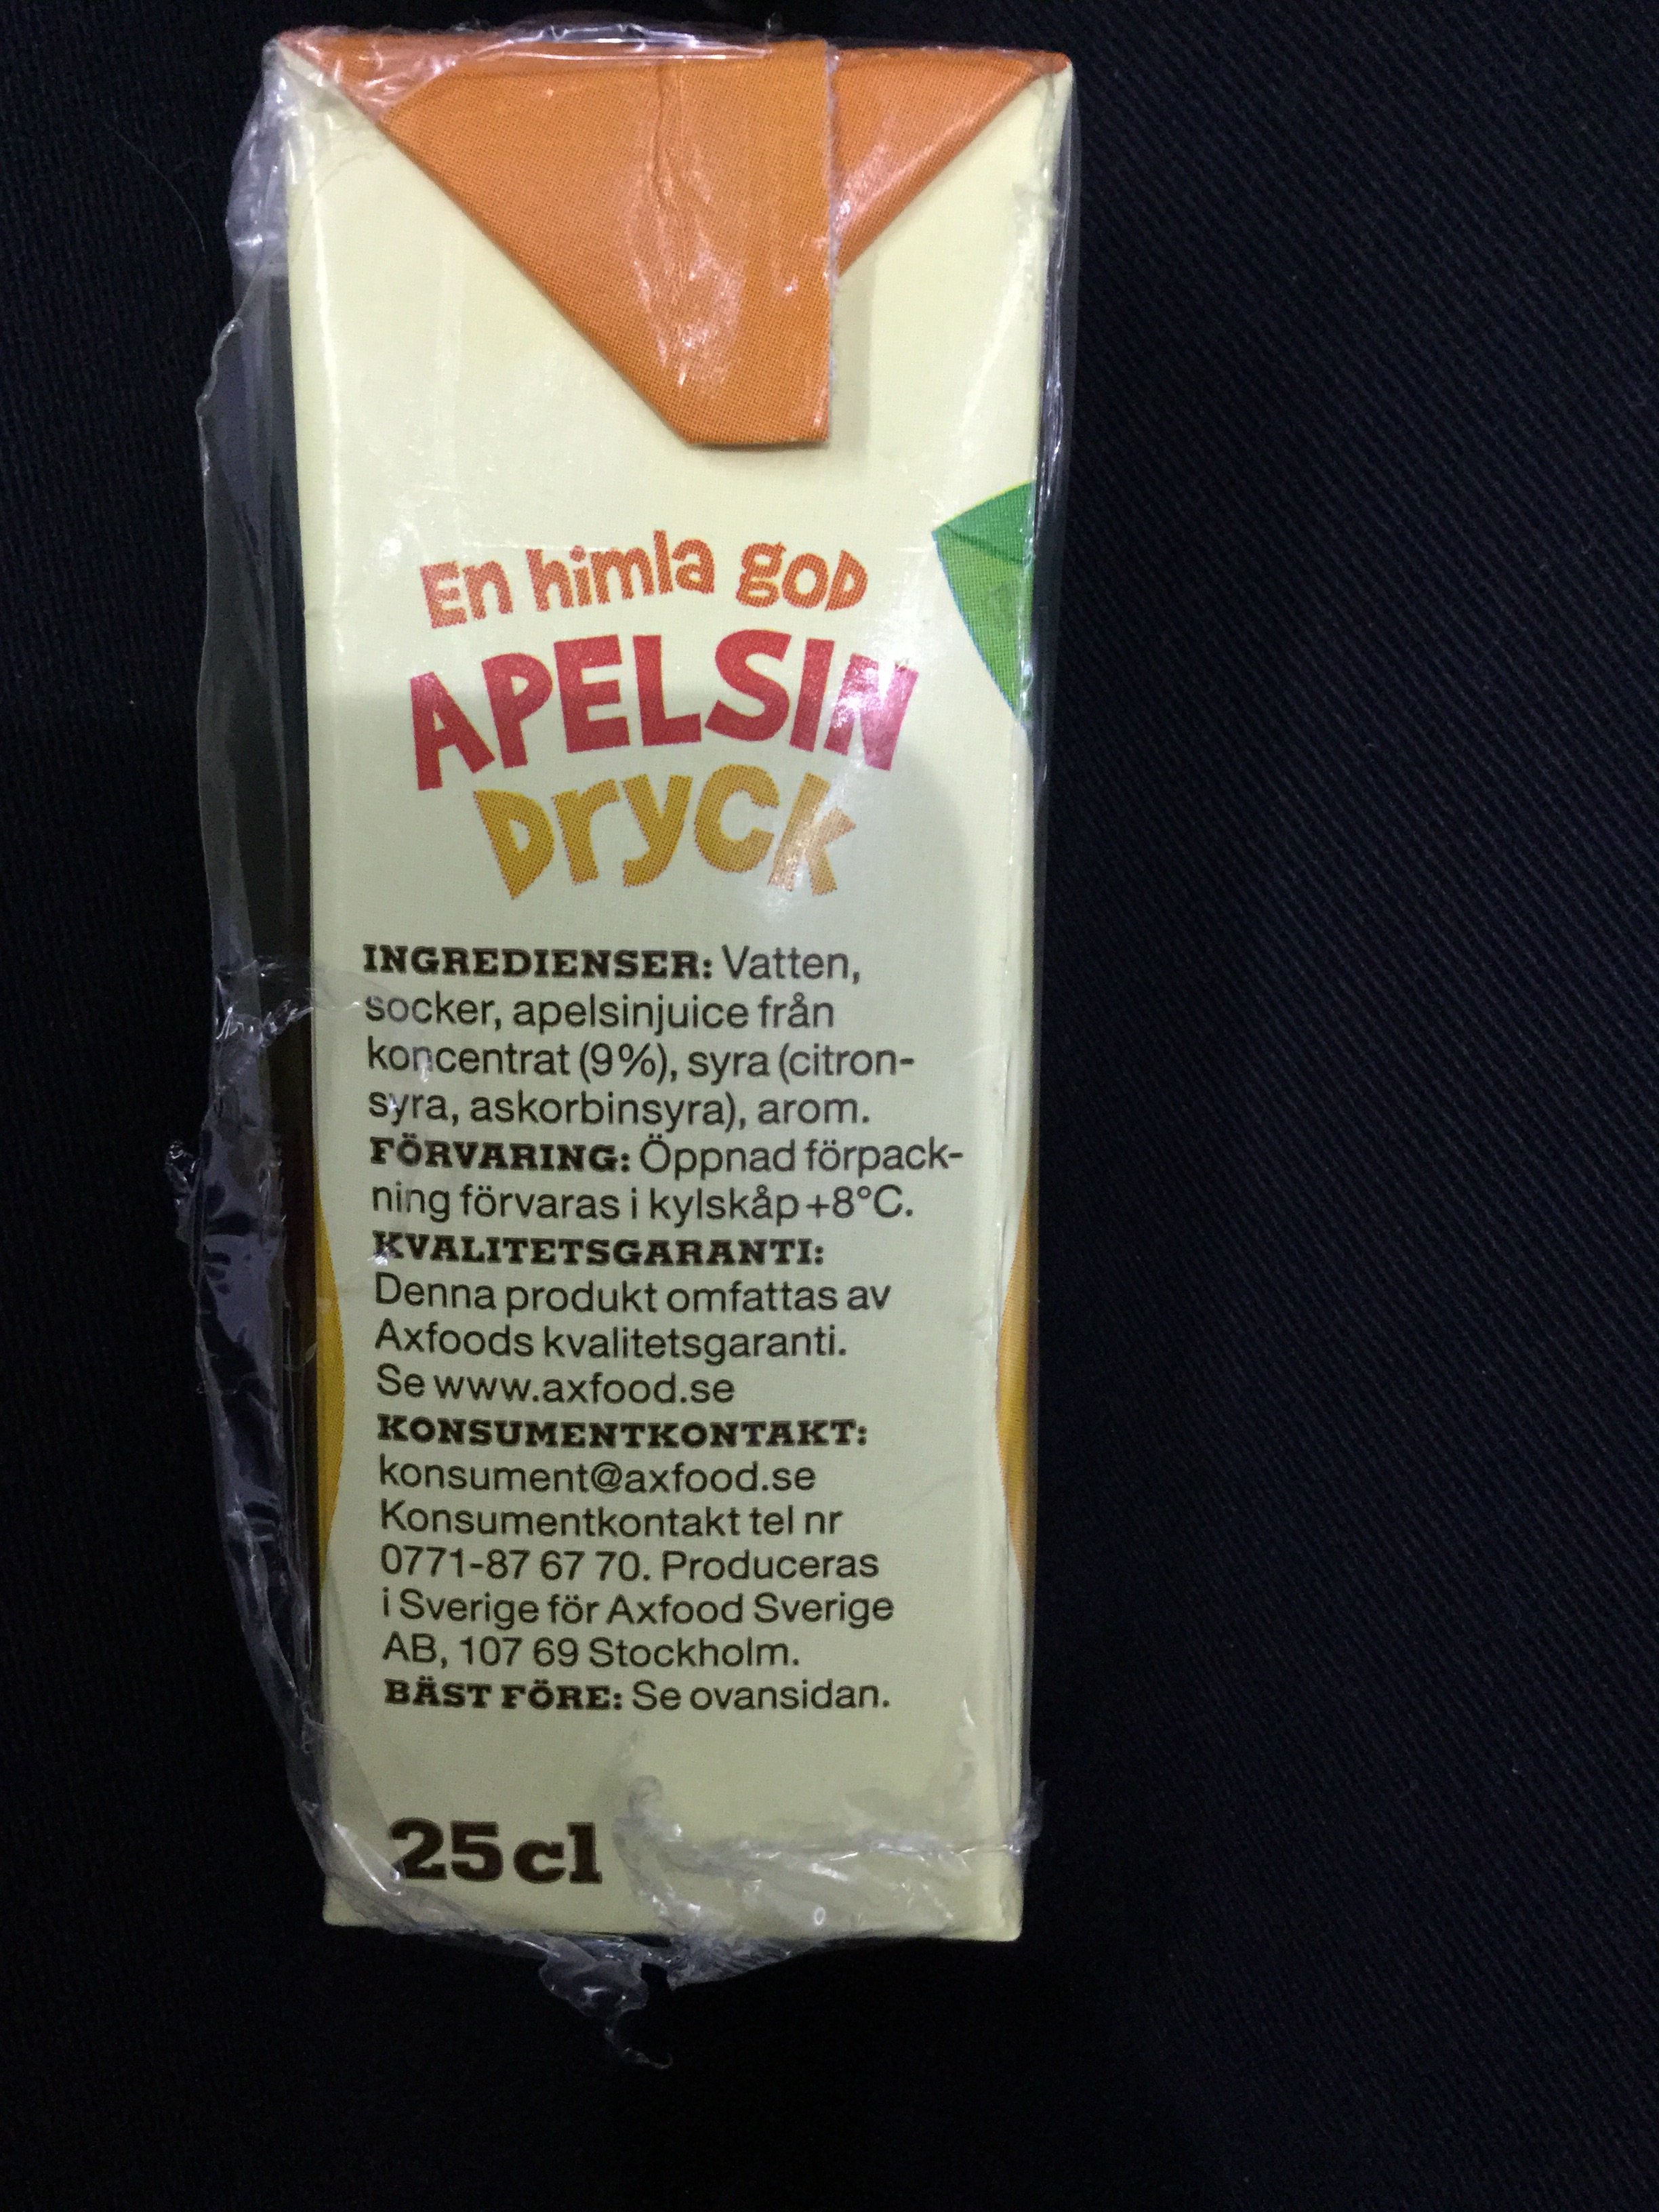 En himla god
APELSIN
Dryck
INGREDIENSER: Vatten,
socker, apelsinjuice från
koncentrat (9%), syra (citron-
syra, askorbinsyra), arom.
FÖRVARING: Öppnad förpack-
ning förvaras i kylskåp +8°C.
KVALITETSGARANTI:
Denna produkt omfattas av
Axfoods kvalitetsgaranti.
Se www.axfood.se
KONSUMENTKONTAKT:
konsument@axfood.se
Konsumentkontakt tel nr
0771-87 67 70. Produceras
i Sverige för Axfood Sverige
AB, 107 69 Stockholm.
BÄST FÖRE: Se ovansidan.
25 cl